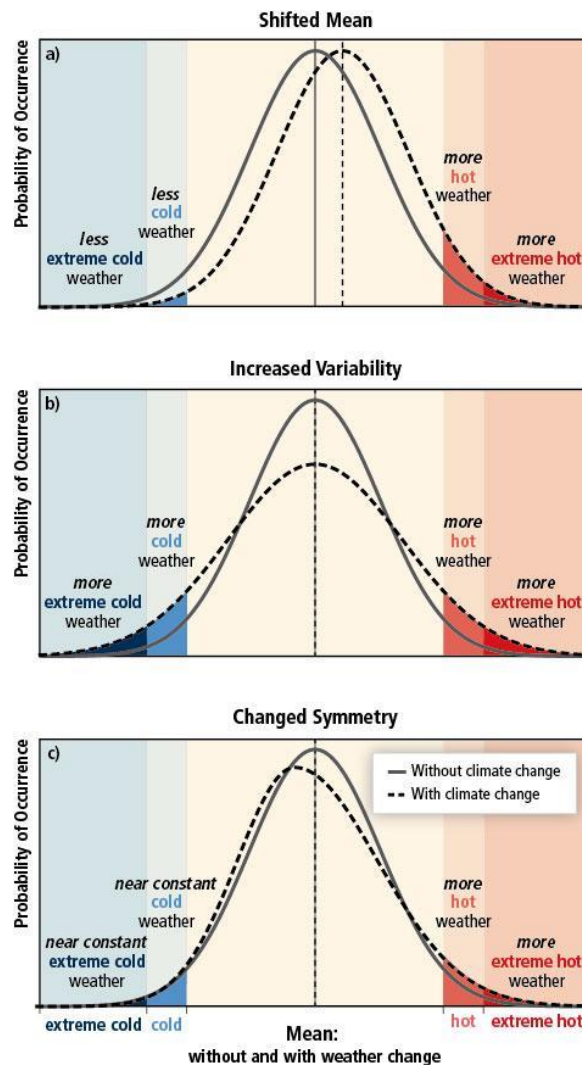 Shifted Mean
a)
Probability of Occurrence
less
cold
weather
less
extreme cold
weather
more
hot
weather
more
extreme hot
weather
Increased Variability
b)
Probability of Occurrence
more
cold
weather
more
extreme cold
weather
more
hot
weather
more
extreme hot
weather
Changed Symmetry
c)
Probability of Occurrence
Without climate change
With climate change
near constant
cold
weather
near constant
extreme cold
weather
more
hot
weather
more
extreme hot
weather
extreme cold
cold
Mean:
without and with weather change
hot
extreme hot